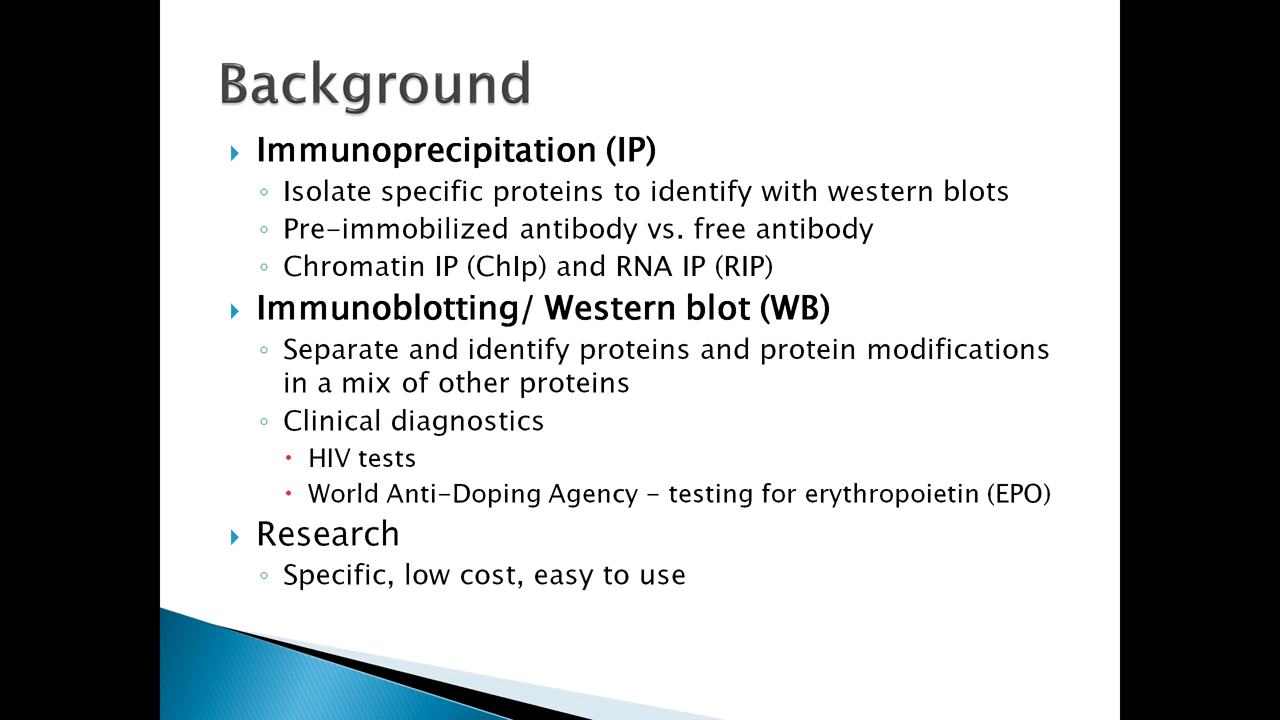 Background
Immunoprecipitation (IP)
Isolate specific proteins to identify with western blots
Pre-immobilized antibody vs. free antibody
Chromatin IP (ChIp) and RNA IP (RIP)
Immunoblotting/ Western blot (WB)
Separate and identify proteins and protein modifications
in a mix of other proteins
Clinical diagnostics
HIV tests
World Anti-Doping Agency - testing for erythropoietin (EPO)
Research
Specific, low cost, easy to use